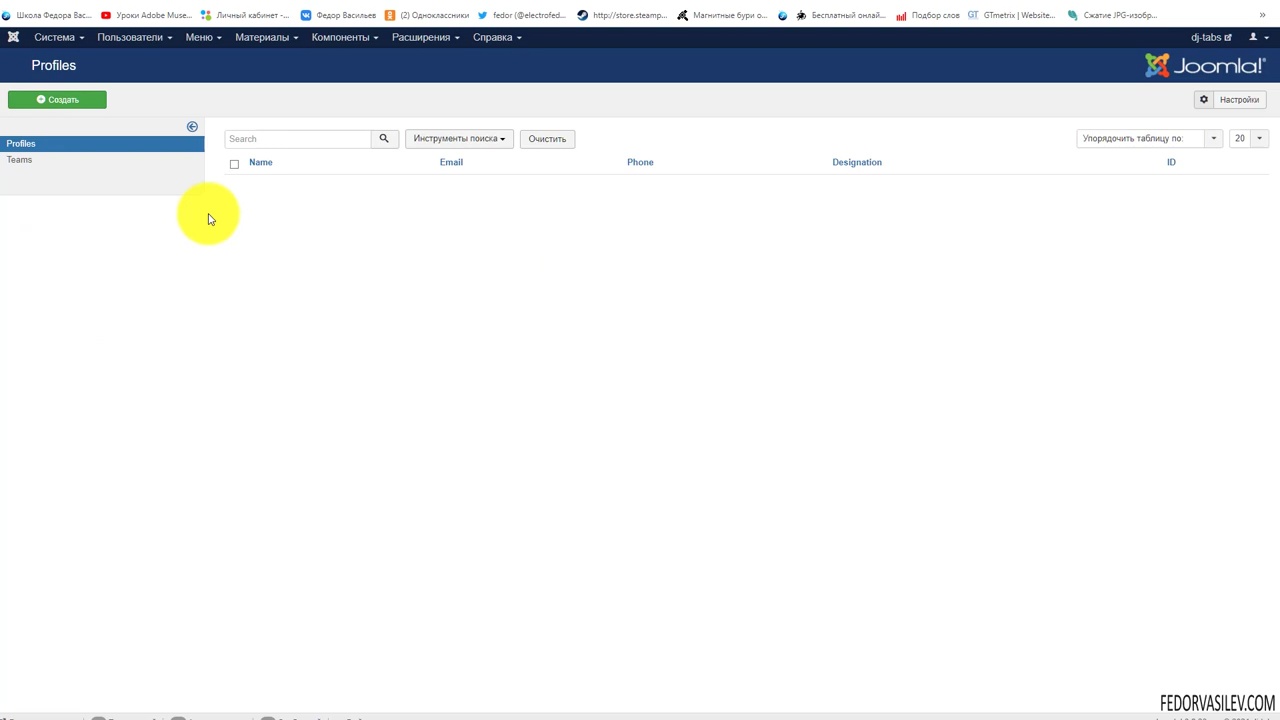 Школа Федора Вас... Уроки Adobe Muse... Личный кабинет -... Федор Васильев (2) Одноклассники fedor (@electrofed... http://store.steamp... Магнитные бури о... Бесплатный онлай... Подбор слов GTmetrix | Website... Сжатие JPG-изобр... »
Система Пользователи Меню Материалы Компоненты Расширения Справка dj-tabs
Profiles Joomla!®
Создать Настройки
Profiles
Teams
Search Инструменты поиска Очистить Упорядочить таблицу по: 20
Name Email Phone Designation ID
FEDORVASILEV.COM